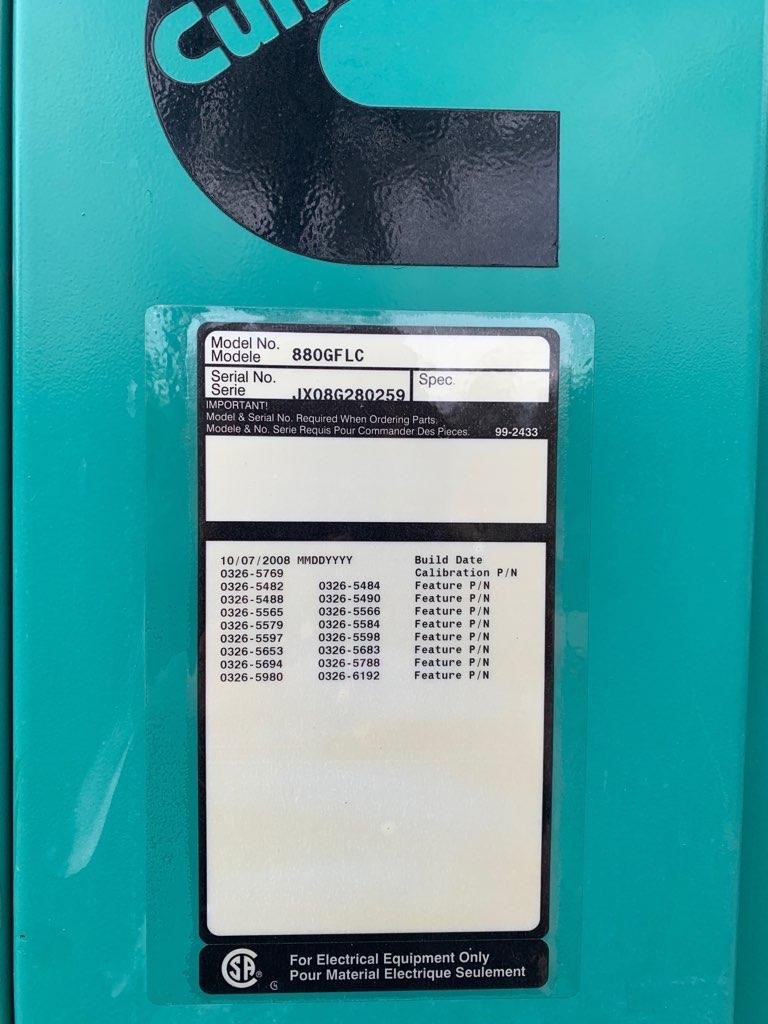 Cum
Model No.
Modele 880GFLC
Serial No. Spec.
Serie JX08G280259
IMPORTANT!
Model & Serial No. Required When Ordering Parts.
Modele & No. Serie Requis Pour Commander Des Pieces. 99-2433
10/07/2008 MMDDYYYY Build Date
0326-5769 Calibration P/N
0326-5482 0326-5484 Feature P/N
0326-5488 0326-5490 Feature P/N
0326-5565 0326-5566 Feature P/N
0326-5579 0326-5584 Feature P/N
0326-5597 0326-5598 Feature P/N
0326-5653 0326-5683 Feature P/N
0326-5694 0326-5788 Feature P/N
0326-5980 0326-6192 Feature P/N
SA ® For Electrical Equipment Only
Pour Material Electrique Seulement